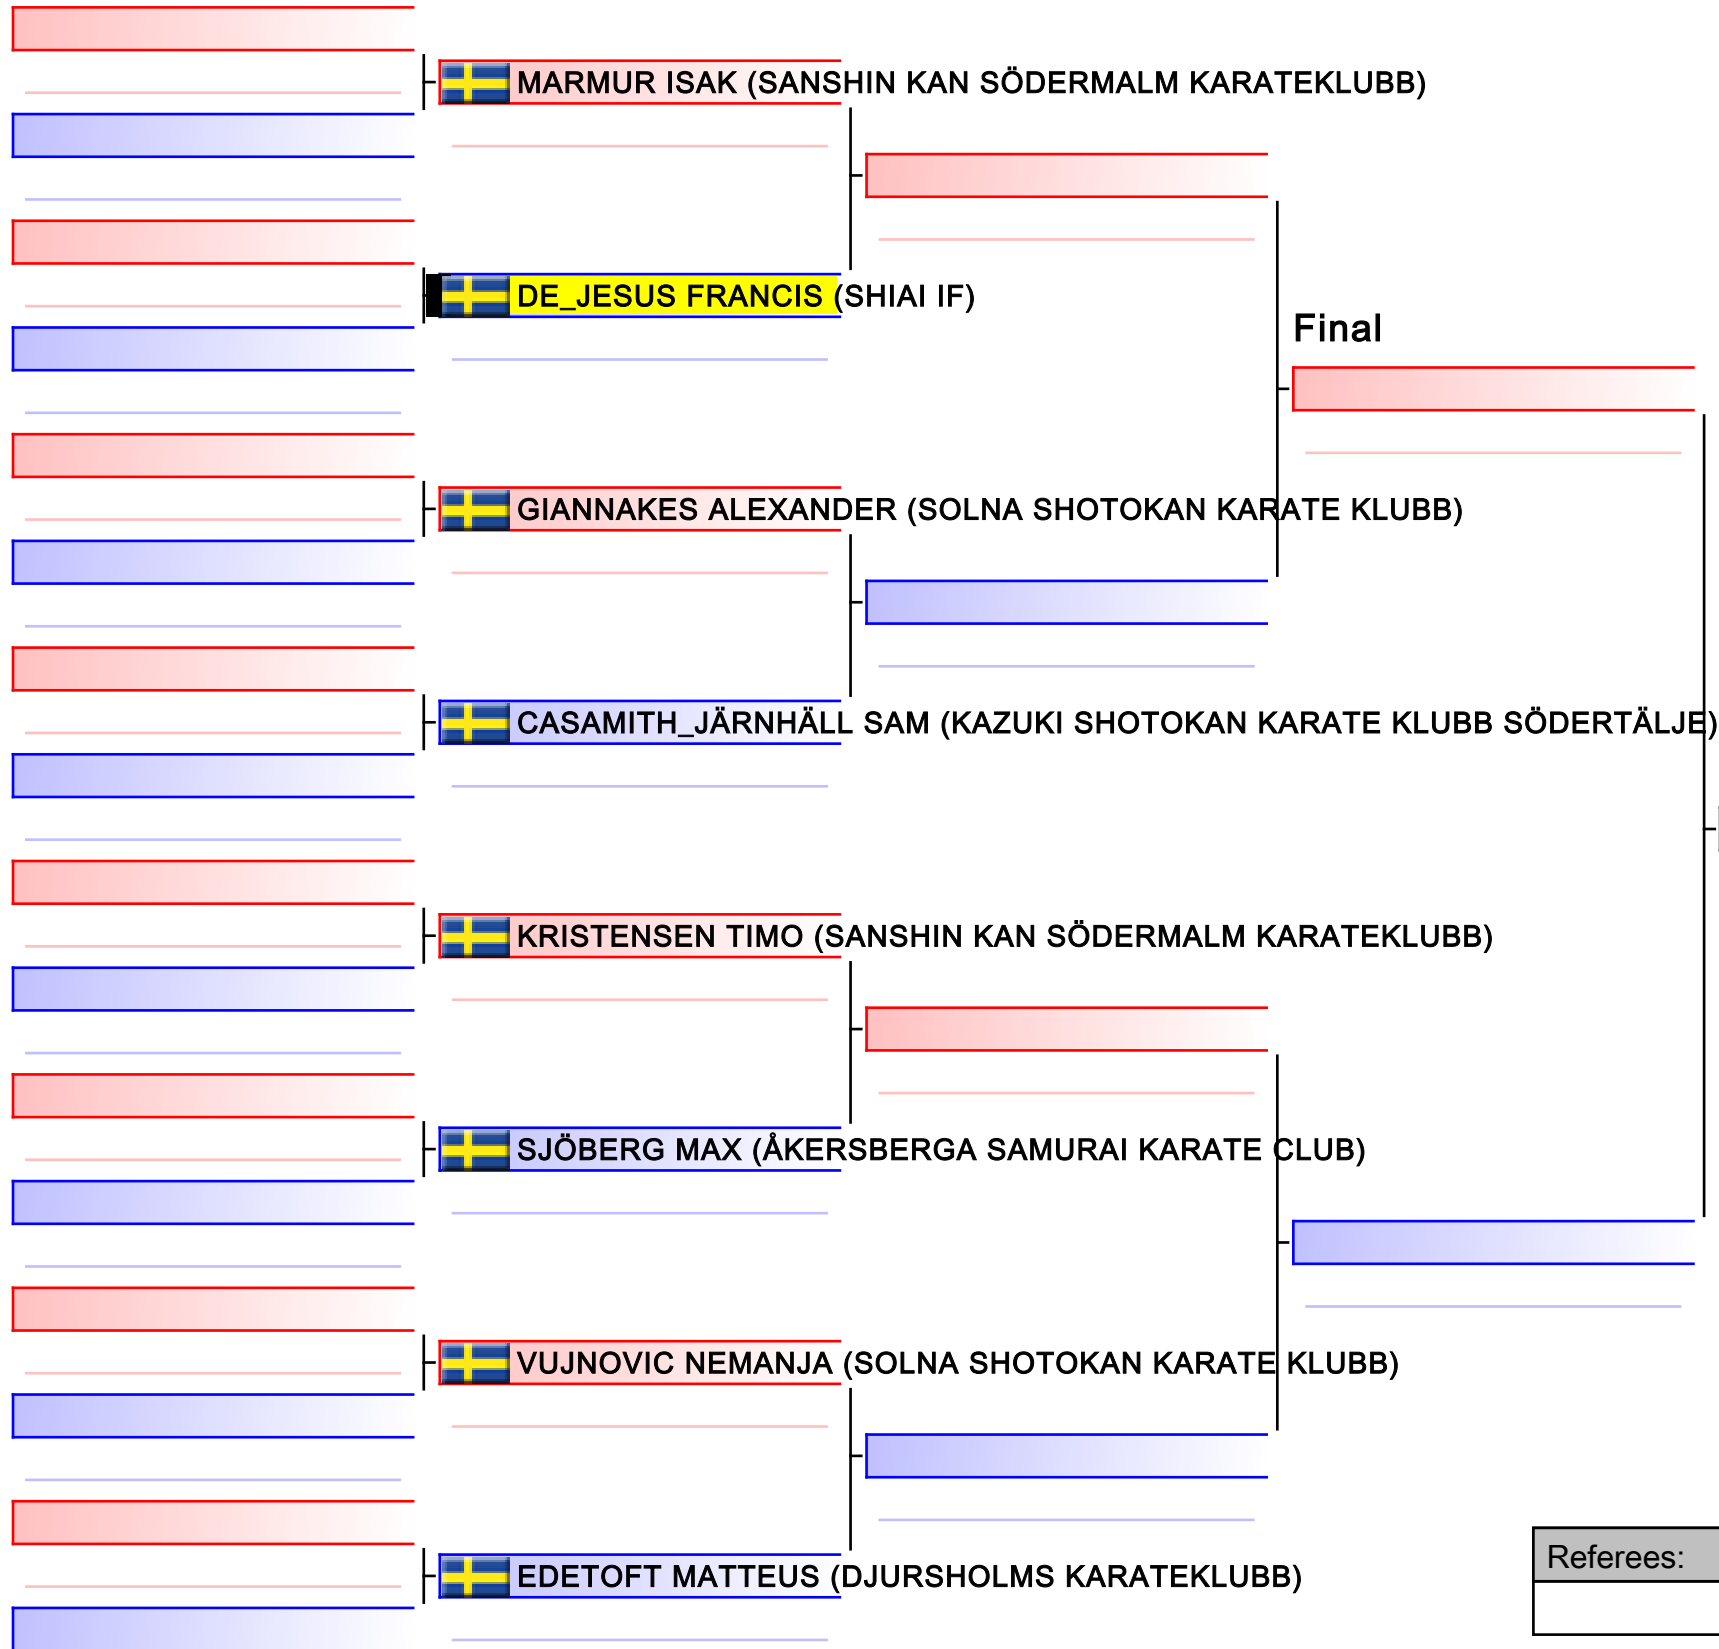 MARMUR ISAK (SANSHIN KAN SÖDERMALM KARATEKLUBB)
DE_JESUS FRANCIS (SHIAI IF)
Final
GIANNAKES ALEXANDER (SOLNA SHOTOKAN KARATE KLUBB)
CASAMITH_JÄRNHÄLL SAM (KAZUKI SHOTOKAN KARATE KLUBB SÖDERTÄLJE)
KRISTENSEN TIMO (SANSHIN KAN SÖDERMALM KARATEKLUBB)
SJÖBERG MAX (ÅKERSBERGA SAMURAI KARATE CLUB)
VUJNOVIC NEMANJA (SOLNA SHOTOKAN KARATE KLUBB)
Referees:
EDETOFT MATTEUS (DJURSHOLMS KARATEKLUBB)